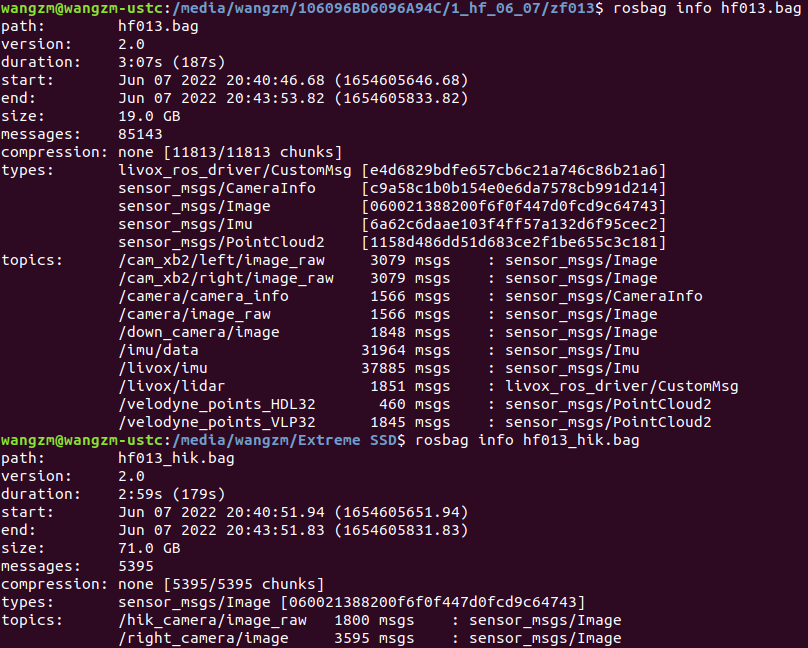 wangzm@wangzm-ustc:/media/wangzm/106096BD6096A94C/1_hf_06_07/zf013$ rosbag info hf013.bag
path:        hf013.bag
version:     2.0
duration:    3:07s (187s)
start:       Jun 07 2022 20:40:46.68 (1654605646.68)
end:         Jun 07 2022 20:43:53.82 (1654605833.82)
size:        19.0 GB
messages:    85143
compression: none [11813/11813 chunks]
types:       livox_ros_driver/CustomMsg [e4d6829bdfe657cb6c21a746c86b21a6]
             sensor_msgs/CameraInfo     [c9a58c1b0b154e0e6da7578cb991d214]
             sensor_msgs/Image          [060021388200f6f0f447d0fcd9c64743]
             sensor_msgs/Imu            [6a62c6daae103f4ff57a132d6f95cec2]
             sensor_msgs/PointCloud2    [1158d486dd51d683ce2f1be655c3c181]
topics:      /cam_xb2/left/image_raw     3079 msgs    : sensor_msgs/Image
             /cam_xb2/right/image_raw    3079 msgs    : sensor_msgs/Image
             /camera/camera_info         1566 msgs    : sensor_msgs/CameraInfo
             /camera/image_raw           1566 msgs    : sensor_msgs/Image
             /down_camera/image          1848 msgs    : sensor_msgs/Image
             /imu/data                  31964 msgs    : sensor_msgs/Imu
             /livox/imu                 37885 msgs    : sensor_msgs/Imu
             /livox/lidar                1851 msgs    : livox_ros_driver/CustomMsg
             /velodyne_points_HDL32       460 msgs    : sensor_msgs/PointCloud2
             /velodyne_points_VLP32      1845 msgs    : sensor_msgs/PointCloud2
wangzm@wangzm-ustc:/media/wangzm/Extreme SSD$ rosbag info hf013_hik.bag
path:        hf013_hik.bag
version:     2.0
duration:    2:59s (179s)
start:       Jun 07 2022 20:40:51.94 (1654605651.94)
end:         Jun 07 2022 20:43:51.83 (1654605831.83)
size:        71.0 GB
messages:    5395
compression: none [5395/5395 chunks]
types:       sensor_msgs/Image [060021388200f6f0f447d0fcd9c64743]
topics:      /hik_camera/image_raw   1800 msgs    : sensor_msgs/Image
             /right_camera/image     3595 msgs    : sensor_msgs/Image